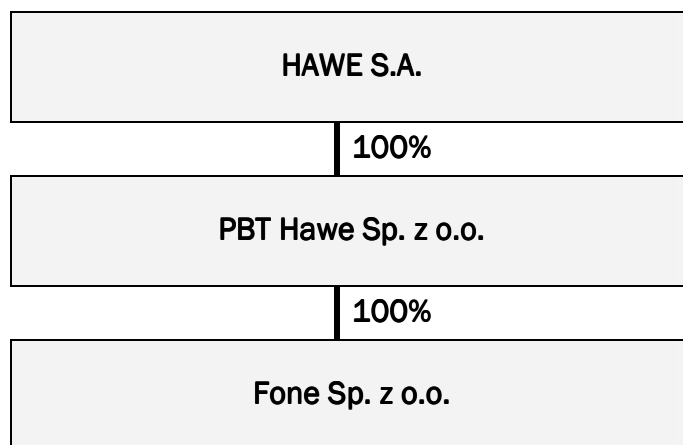 HAWE S.A.
100%
PBT Hawe Sp. z o.o.
100%
Fone Sp. z o.o.